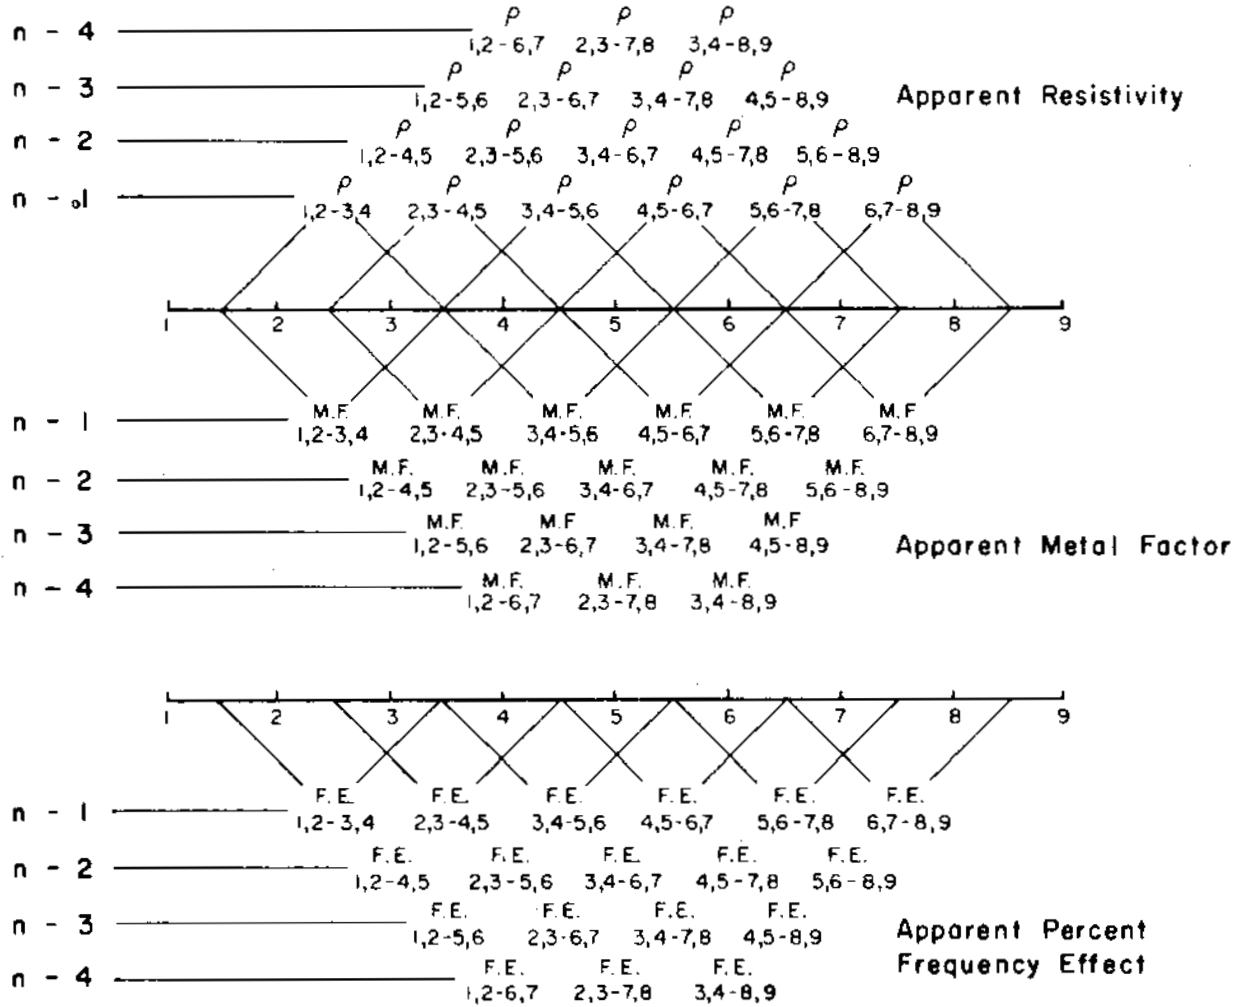 ρ ρ ρ
n - 4 1,2-6,7 2,3-7,8 3,4-8,9
ρ ρ ρ ρ
n - 3 1,2-5,6 2,3-6,7 3,4-7,8 4,5-8,9 Apparent Resistivity
ρ ρ ρ ρ ρ
n - 2 1,2-4,5 2,3-5,6 3,4-6,7 4,5-7,8 5,6-8,9
ρ ρ ρ ρ ρ ρ
n - 1 1,2-3,4 2,3-4,5 3,4-5,6 4,5-6,7 5,6-7,8 6,7-8,9
1 2 3 4 5 6 7 8 9
M.F. M.F. M.F. M.F. M.F. M.F
n - 1 1,2-3,4 2,3-4,5 3,4-5,6 4,5-6,7 5,6-7,8 6,7-8,9
M.F. M.F. M.F. M.F. M.F.
n - 2 1,2-4,5 2,3-5,6 3,4-6,7 4,5-7,8 5,6-8,9
M.F. M.F M.F. M.F
n - 3 1,2-5,6 2,3-6,7 3,4-7,8 4,5-8,9 Apparent Metal Factor
M.F. M.F. M.F.
n - 4 1,2-6,7 2,3-7,8 3,4-8,9
1 2 3 4 5 6 7 8 9
F.E. F.E. F.E. F.E. F.E. F.E.
n - 1 1,2-3,4 2,3-4,5 3,4-5,6 4,5-6,7 5,6-7,8 6,7-8,9
F.E. F.E. F.E. F.E. F.E.
n - 2 1,2-4,5 2,3-5,6 3,4-6,7 4,5-7,8 5,6-8,9
F.E. F.E. F.E. F.E.
n - 3 1,2-5,6 2,3-6,7 3,4-7,8 4,5-8,9 Apparent Percent
Frequency Effect
F.E. F.E. F.E.
n - 4 1,2-6,7 2,3-7,8 3,4-8,9